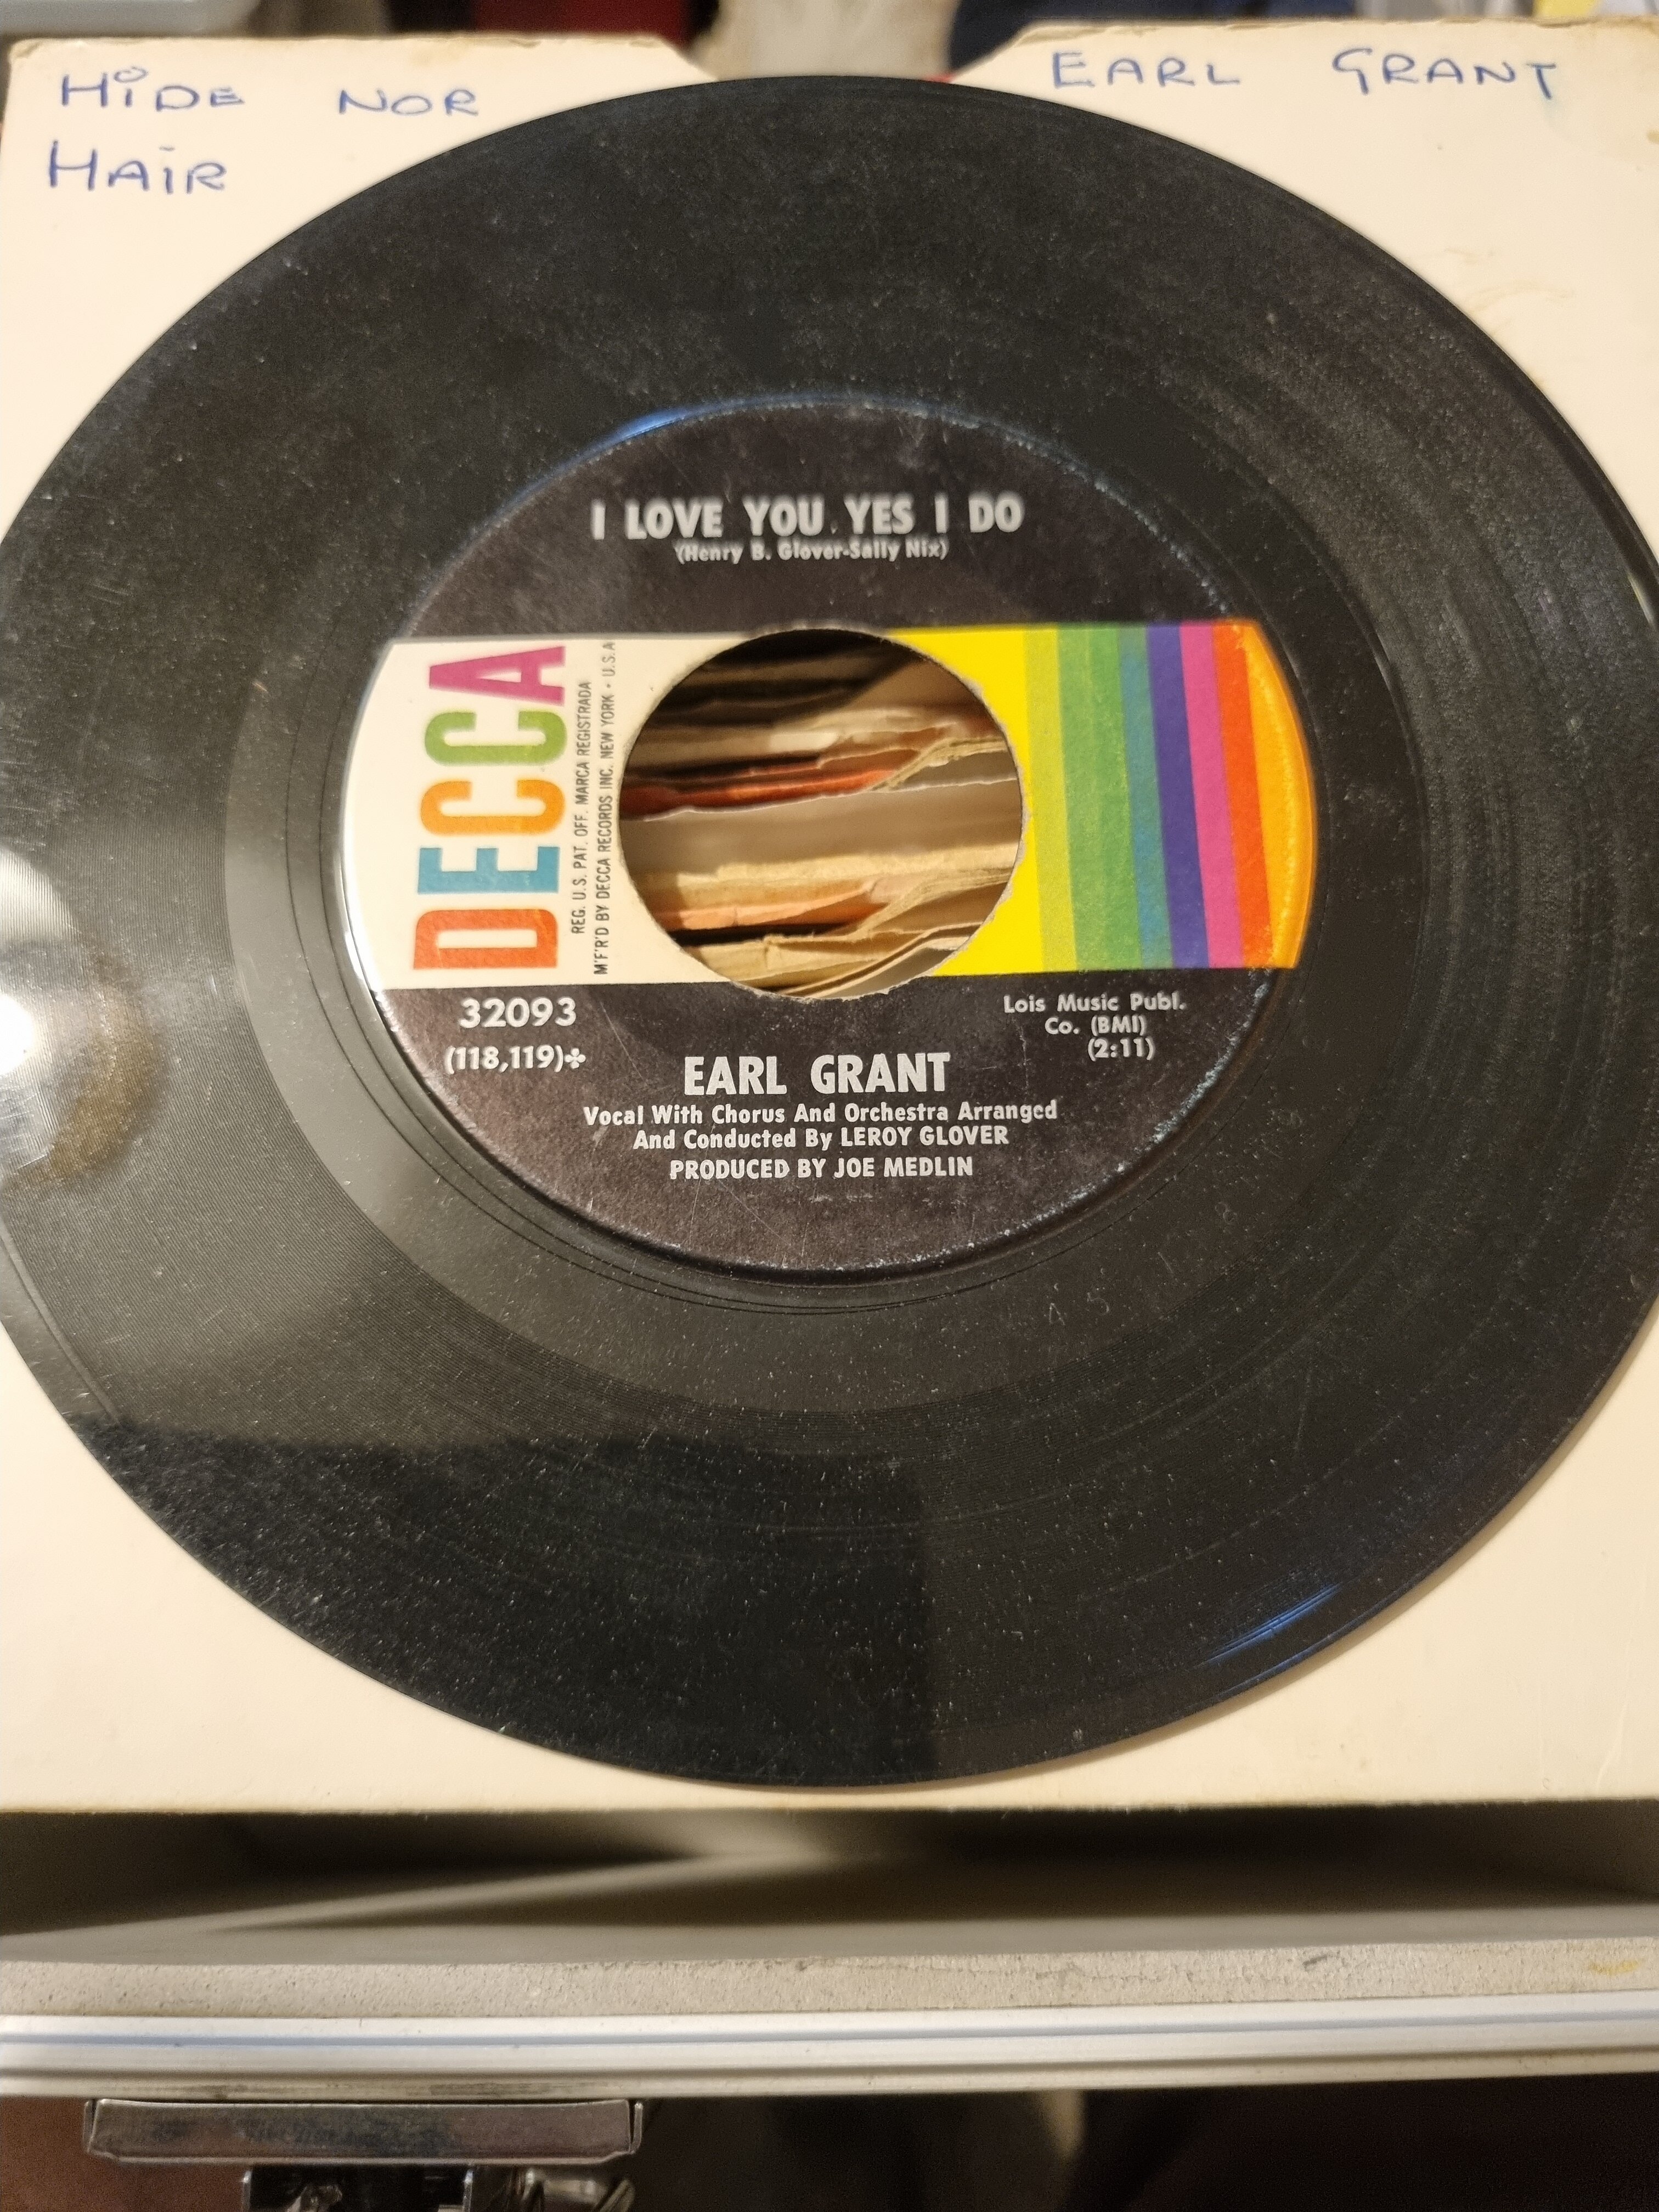 HiDE NOR
HAiR
EARL GRANT
I LOVE YOU, YES I DO
(Henry B. Glover-Sally Nix)
DECCA
REG. U.S. PAT. OFF. MARCA REGISTRADA
M'F'R'D BY DECCA RECORDS INC. NEW YORK • U.S.A
32093
(118,119)✤
Lois Music Publ.
Co. (BMI)
(2:11)
EARL GRANT
Vocal With Chorus And Orchestra Arranged
And Conducted By LEROY GLOVER
PRODUCED BY JOE MEDLIN